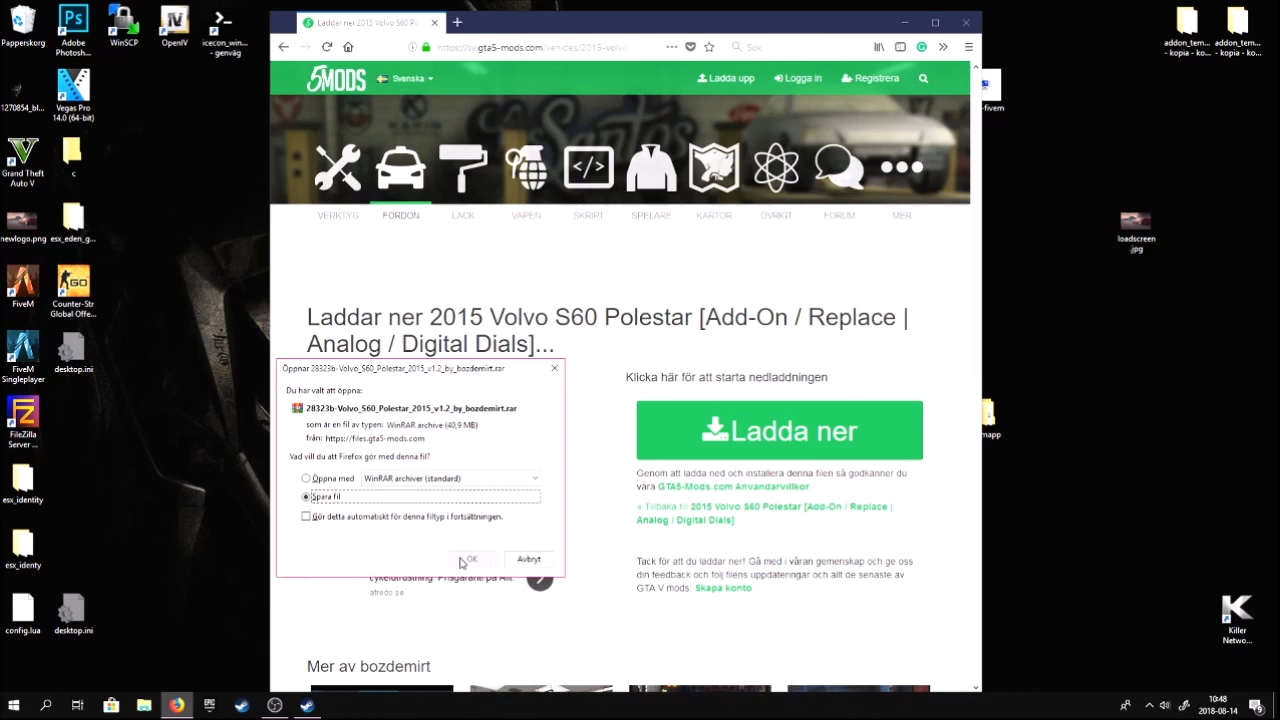 Papperskorg
Adobe Photosh...
WinSCP
OpenIV
icecon_win... - genväg
1270854_bl...
Vegas Pro 14.0 (64-bit)
Grand Theft Auto V
c
newlogo.png
esx_eden_g...
FiveM
Counter-Str Global Offe...
FiveM Singleplayer
desktop.ini
FileZilla Server ...
esx_identity
esx_identy
config.lua
desktop.ini
Laddar ner 2015 Volvo S60 Po
https://sv.gta5-mods.com/vehicles/2015-volvo
Sök
5MODS
Svenska
Ladda upp
Logga in
Registrera
VERKTYG
FORDON
LACK
VAPEN
SKRIPT
SPELARE
KARTOR
ÖVRIGT
FORUM
MER
Laddar ner 2015 Volvo S60 Polestar [Add-On / Replace |
Analog / Digital Dials]...
Öppnar 28323b-Volvo_S60_Polestar_2015_v1.2_by_bozdemirt.rar
Du har valt att öppna:
28323b-Volvo_S60_Polestar_2015_v1.2_by_bozdemirt.rar
som är en fil av typen: WinRAR archive (40,9 MB)
från: https://files.gta5-mods.com
Vad vill du att Firefox gör med denna fil?
Öppna med
WinRAR archiver (standard)
Spara fil
Gör detta automatiskt för denna filtyp i fortsättningen.
OK
Avbryt
cykelutrustning. Prisgaranti på Allt.
atredo.se
Klicka här för att starta nedladdningen
Ladda ner
Genom att ladda ned och installera denna filen så godkänner du
våra GTA5-Mods.com Användarvillkor
» Tillbaka till 2015 Volvo S60 Polestar [Add-On / Replace |
Analog / Digital Dials]
Tack för att du laddar ner! Gå med i våran gemenskap och ge oss
din feedback och följ filens uppdateringar och allt de senaste av
GTA V mods. Skapa konto
Mer av bozdemirt
addon_tem... - kopia - ko...
addon_tem... - kopia - ko...
-fivem
loadscreen .jpg
mapp
Killer Netwo...
EPIC
10:48
2018-08-14
9